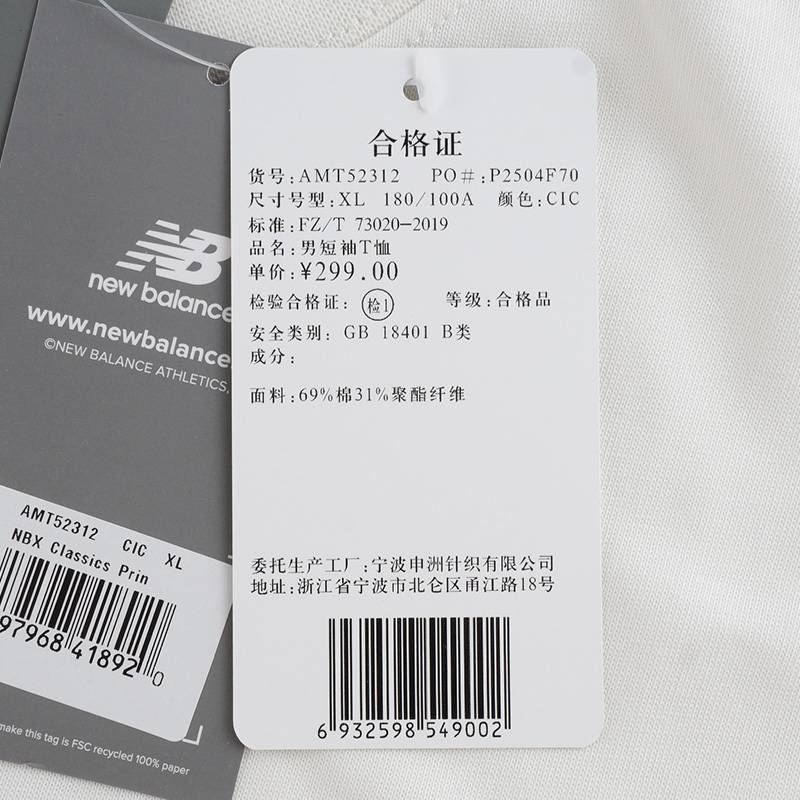 合格证
货号:AMT52312 PO#:P2504F70
尺寸号型:XL 180/100A 颜色:CIC
标准:FZ/T 73020-2019
品名:男短袖T恤
单价:¥299.00
检验合格证: 检1 等级:合格品
安全类别: GB 18401 B类
成分:
面料:69%棉31%聚酯纤维
委托生产工厂:宁波申洲针织有限公司
地址:浙江省宁波市北仑区甬江路18号
6 932598 549002
NB
new balance
www.newbalance
©NEW BALANCE ATHLETICS,
AMT52312 CIC XL
NBX Classics Prin
97968 41892 0
make this tag is FSC recycled 100% paper